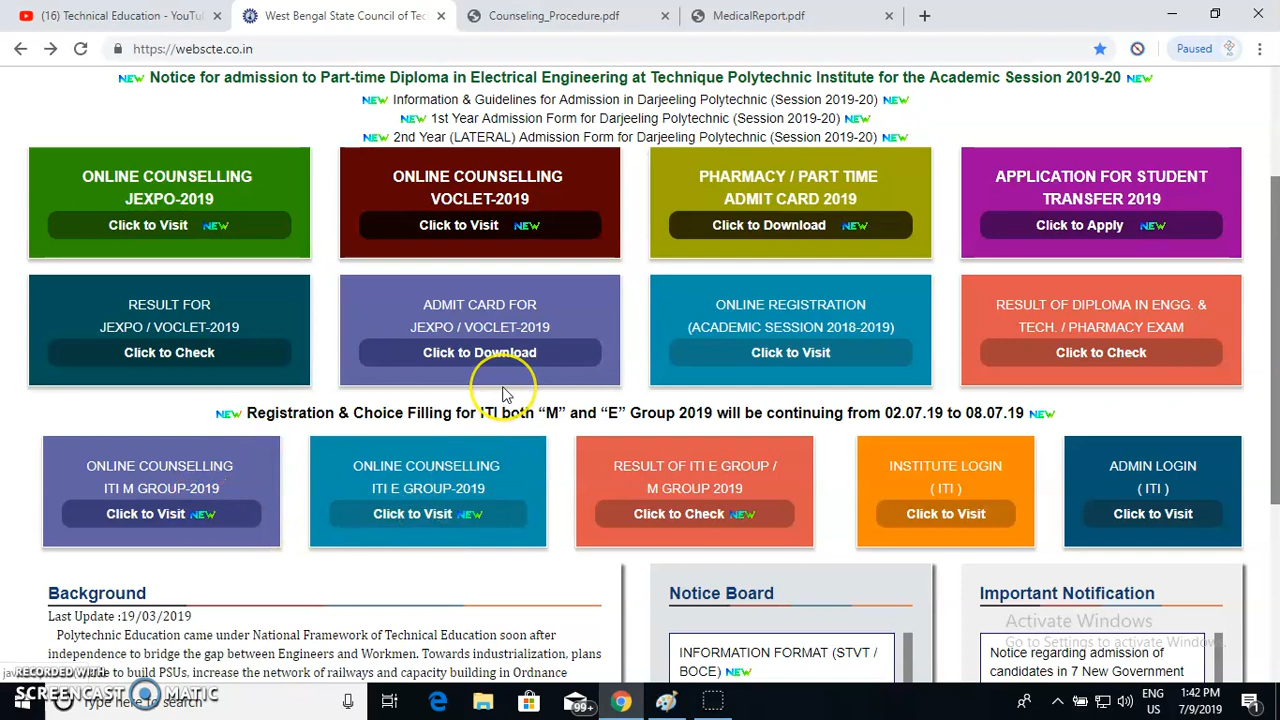 (16) Technical Education - YouTu
West Bengal State Council of Tec
Counseling_Procedure.pdf
MedicalReport.pdf
https://webscte.co.in
Paused
NEW Notice for admission to Part-time Diploma in Electrical Engineering at Technique Polytechnic Institute for the Academic Session 2019-20 NEW
NEW Information & Guidelines for Admission in Darjeeling Polytechnic (Session 2019-20) NEW
NEW 1st Year Admission Form for Darjeeling Polytechnic (Session 2019-20) NEW
NEW 2nd Year (LATERAL) Admission Form for Darjeeling Polytechnic (Session 2019-20) NEW
ONLINE COUNSELLING
JEXPO-2019
Click to Visit NEW
ONLINE COUNSELLING
VOCLET-2019
Click to Visit NEW
PHARMACY / PART TIME
ADMIT CARD 2019
Click to Download NEW
APPLICATION FOR STUDENT
TRANSFER 2019
Click to Apply NEW
RESULT FOR
JEXPO / VOCLET-2019
Click to Check
ADMIT CARD FOR
JEXPO / VOCLET-2019
Click to Download
ONLINE REGISTRATION
(ACADEMIC SESSION 2018-2019)
Click to Visit
RESULT OF DIPLOMA IN ENGG. &
TECH. / PHARMACY EXAM
Click to Check
NEW Registration & Choice Filling for ITI both “M” and “E” Group 2019 will be continuing from 02.07.19 to 08.07.19 NEW
ONLINE COUNSELLING
ITI M GROUP-2019
Click to Visit NEW
ONLINE COUNSELLING
ITI E GROUP-2019
Click to Visit NEW
RESULT OF ITI E GROUP /
M GROUP 2019
Click to Check NEW
INSTITUTE LOGIN
( ITI )
Click to Visit
ADMIN LOGIN
( ITI )
Click to Visit
Background
Last Update :19/03/2019
Polytechnic Education came under National Framework of Technical Education soon after
independence to bridge the gap between Engineers and Workmen. Towards industrialization, plans
to build PSUs, increase the network of railways and capacity building in Ordnance
Notice Board
INFORMATION FORMAT (STVT /
BOCE) NEW
Important Notification
Notice regarding admission of
candidates in 7 New Government
Activate Windows
Go to Settings to activate Windows.
RECORDED WITH
SCREENCAST MATIC
Type here to search
99+
ENG
US
1:42 PM
7/9/2019
1